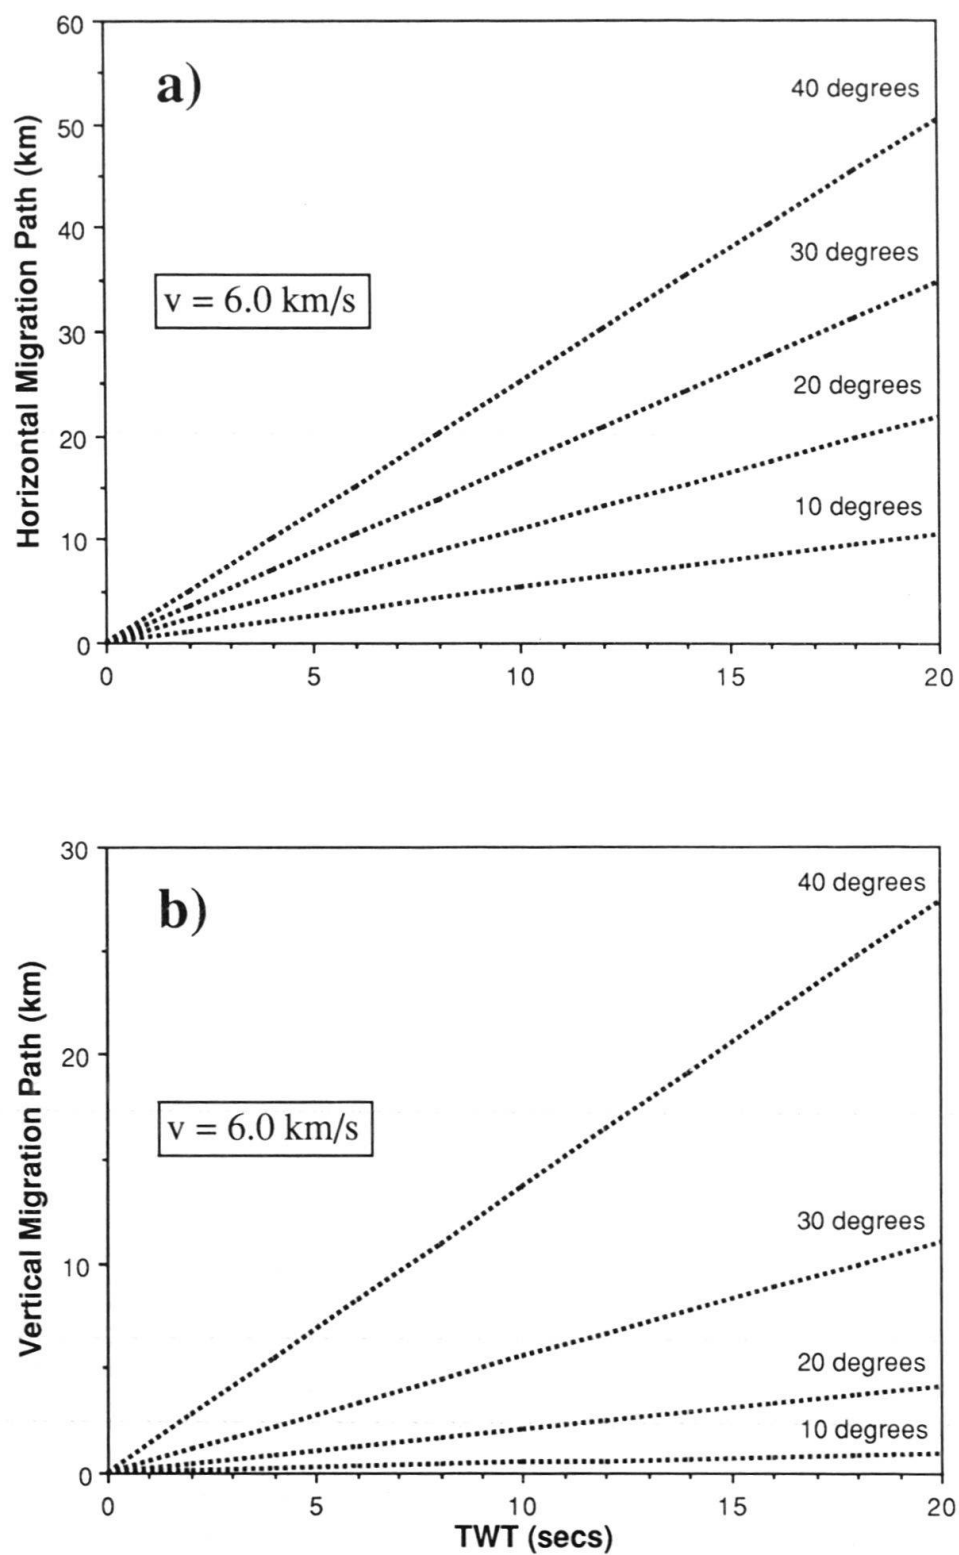 60
a)
40 degrees
50
40
30 degrees
v = 6.0 km/s
30
20 degrees
20
10 degrees
10
0
0 5 10 15 20
Horizontal Migration Path (km)
30
40 degrees
b)
20
v = 6.0 km/s
30 degrees
10
20 degrees
10 degrees
0
0 5 10 15 20
TWT (secs)
Vertical Migration Path (km)